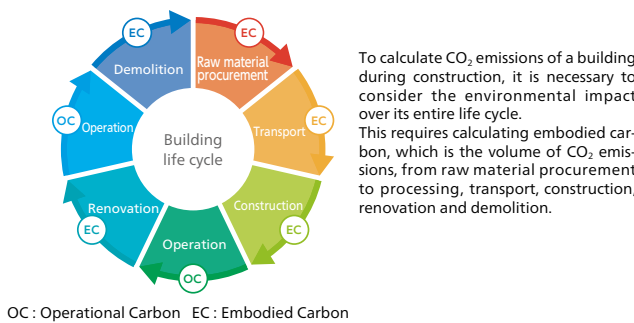 EC
EC
Demolition
Raw material
procurement
OC
Operation
Building
life cycle
Transport
EC
Renovation
Construction
EC
EC
Operation
OC
OC : Operational Carbon EC : Embodied Carbon
To calculate CO₂ emissions of a building
during construction, it is necessary to
consider the environmental impact
over its entire life cycle.
This requires calculating embodied car-
bon, which is the volume of CO₂ emis-
sions, from raw material procurement
to processing, transport, construction,
renovation and demolition.